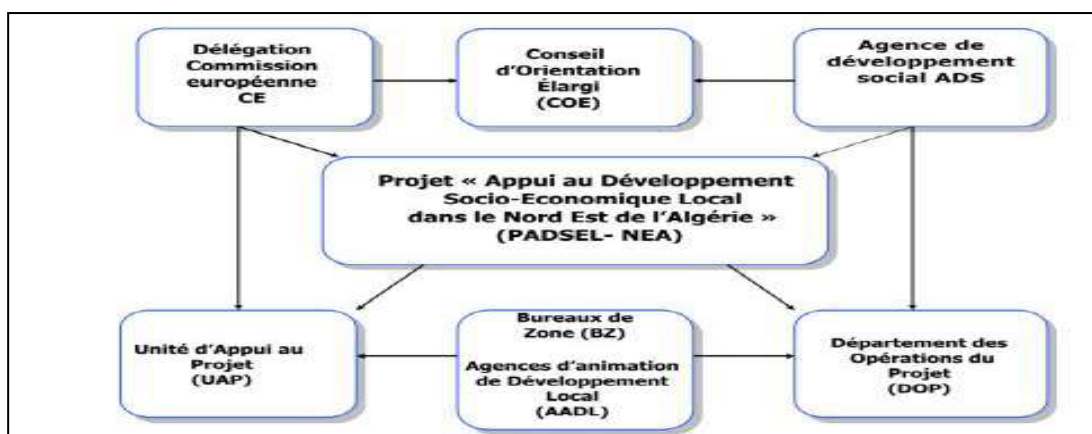 Délégation
Commission
européenne
CE
Conseil
d'Orientation
Élargi
(COE)
Agence de
développement
social ADS
Projet « Appui au Développement
Socio-Economique Local
dans le Nord Est de l'Algérie »
(PADSEL- NEA)
Unité d'Appui au
Projet
(UAP)
Bureaux de
Zone (BZ)
Agences d'animation
de Développement
Local
(AADL)
Département des
Opérations du
Projet
(DOP)